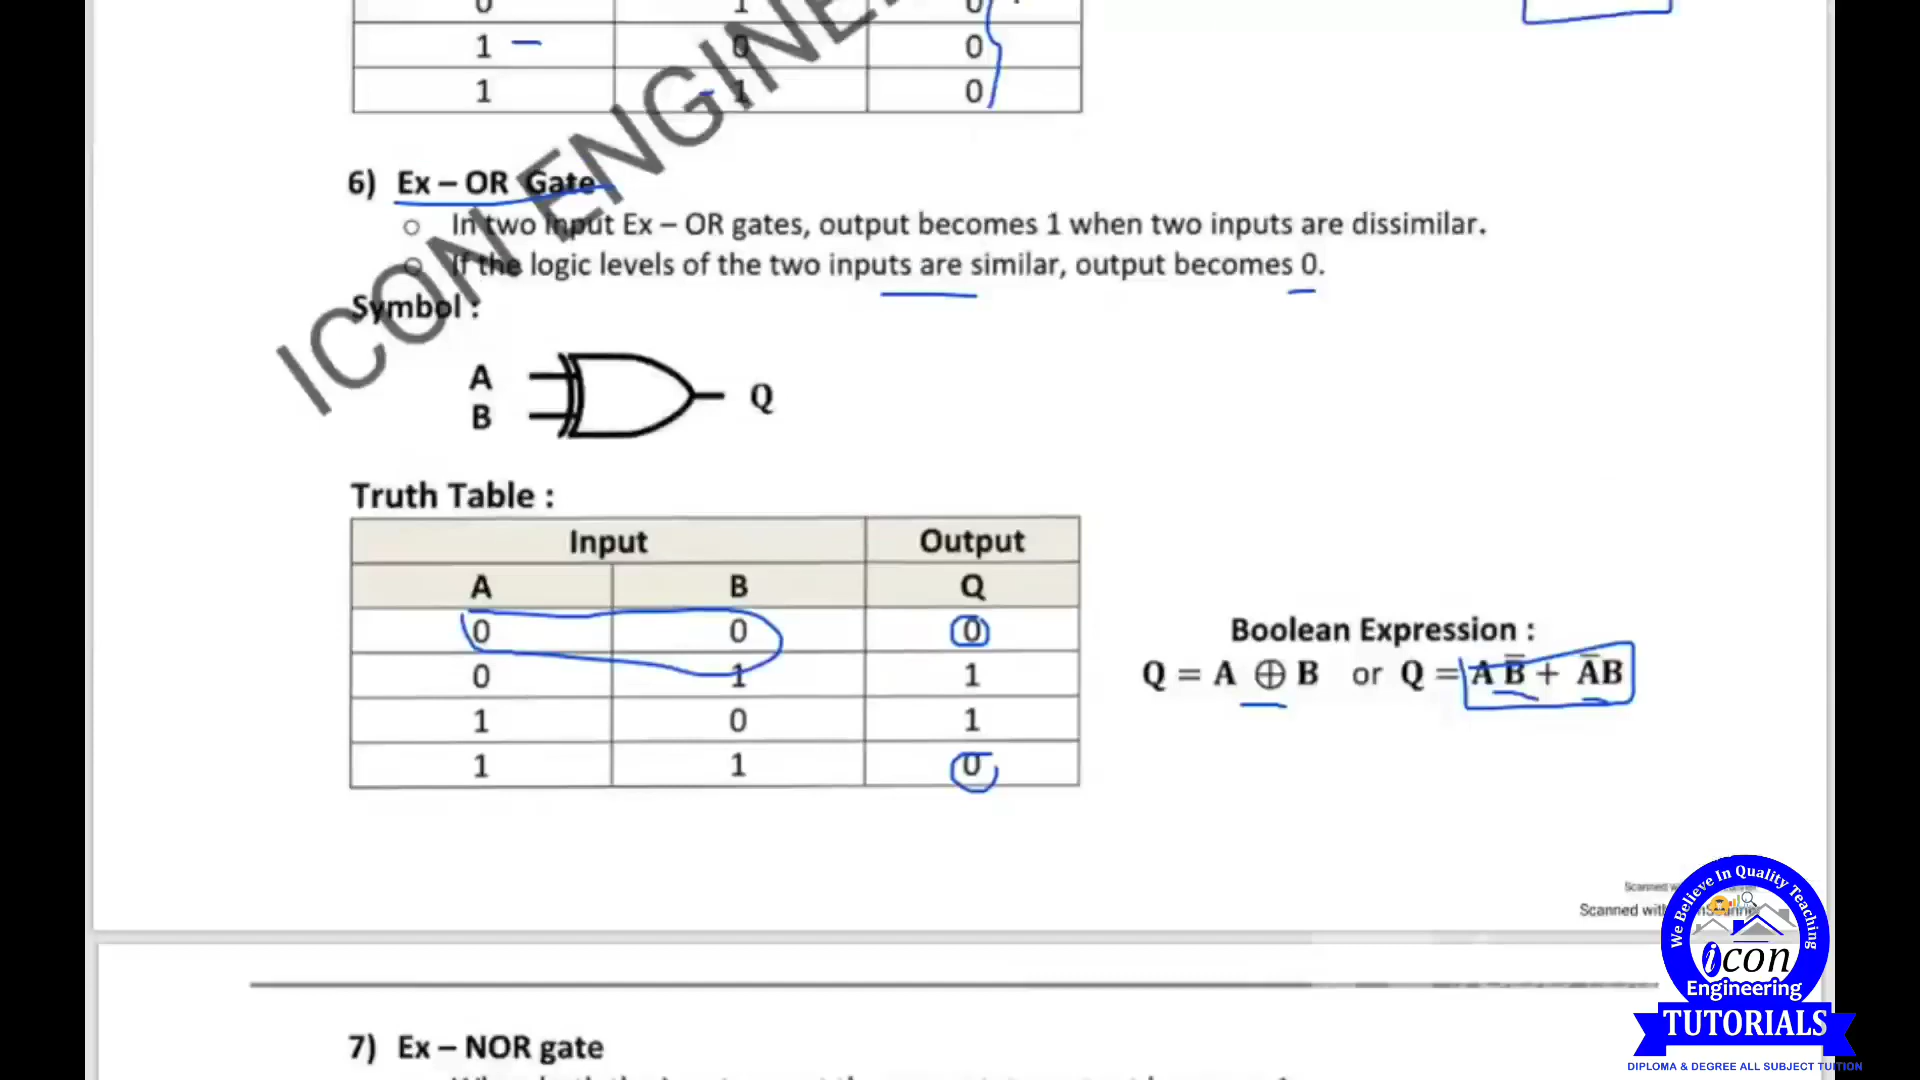 0 1 0
1 0 0
1 1 0
6) Ex – OR Gate
○ In two input Ex – OR gates, output becomes 1 when two inputs are dissimilar.
○ If the logic levels of the two inputs are similar, output becomes 0.
Symbol :
A
B
Q
Truth Table :
Input Output
A B Q
0 0 0
0 1 1
1 0 1
1 1 0
Boolean Expression :
Q = A ⊕ B or Q = A B̅ + A̅B
ICON ENGINE
Scanned with
We Believe In Quality Teaching
icon
Engineering
TUTORIALS
DIPLOMA & DEGREE ALL SUBJECT TUITION
7) Ex – NOR gate